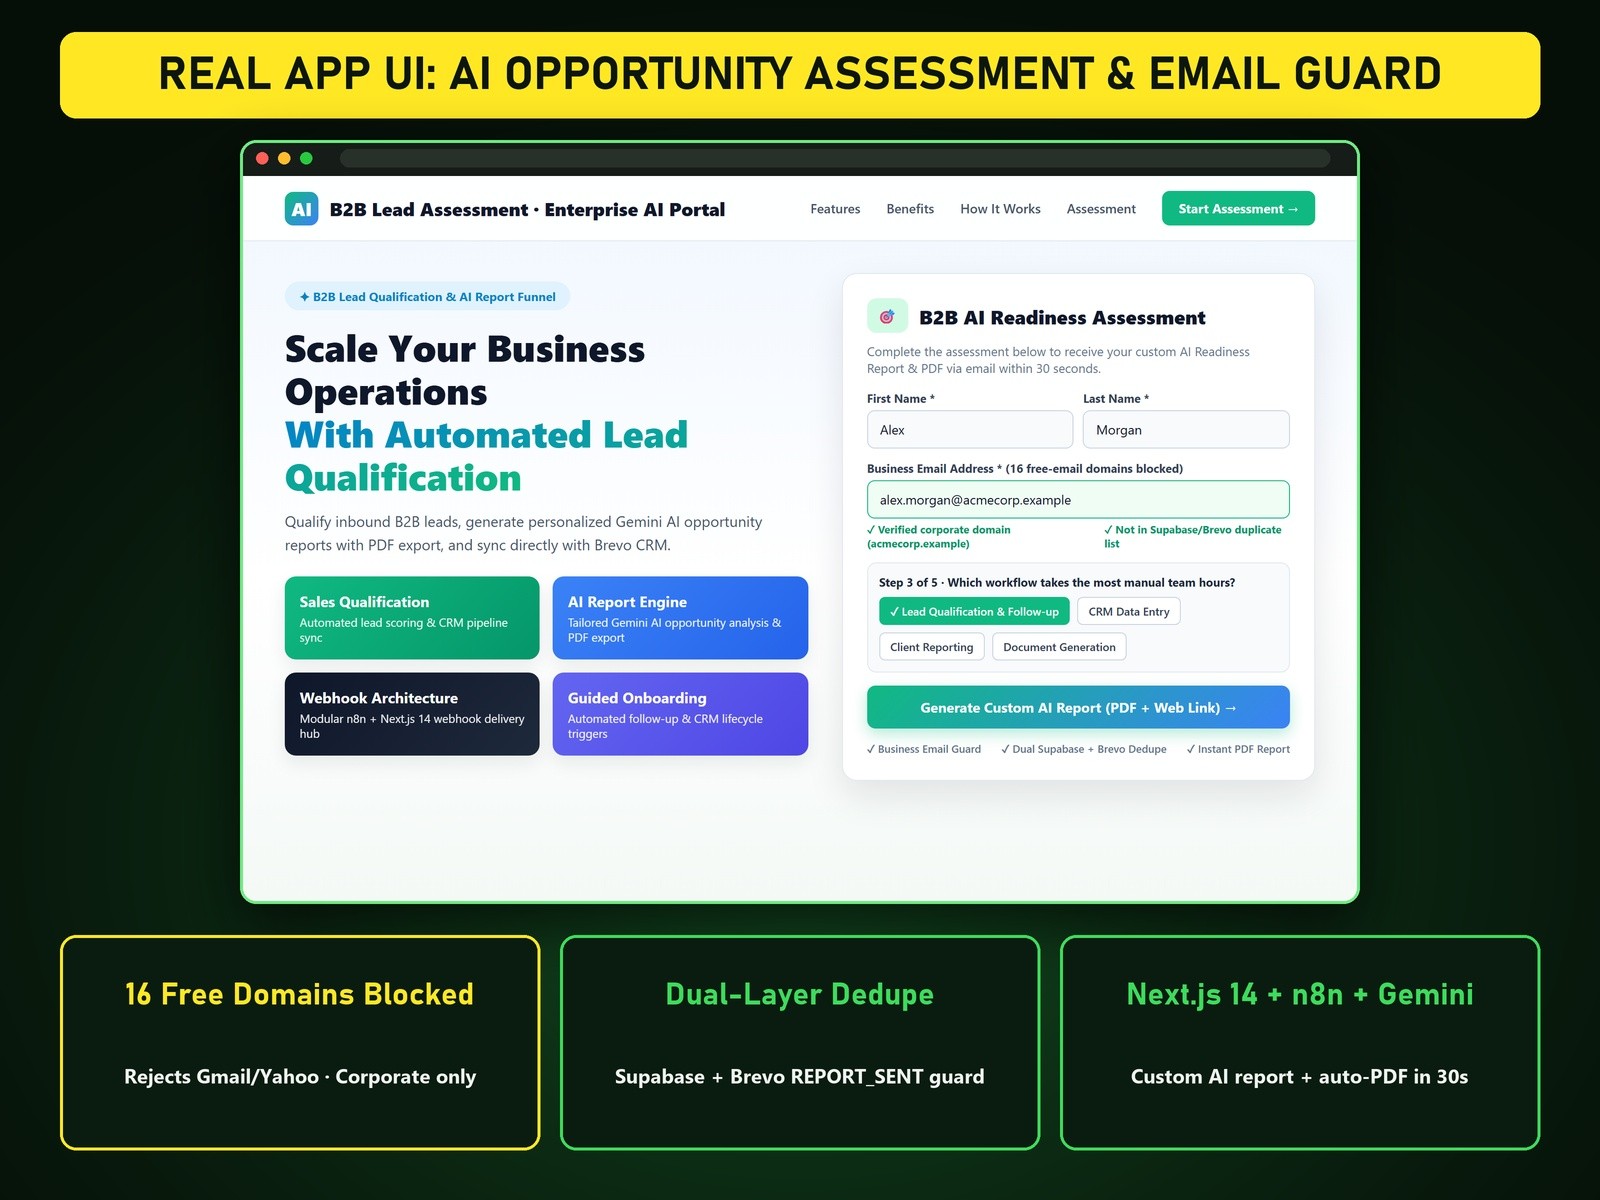 REAL APP UI: AI OPPORTUNITY ASSESSMENT & EMAIL GUARD
AI
B2B Lead Assessment · Enterprise AI Portal
Features
Benefits
How It Works
Assessment
Start Assessment →
✦ B2B Lead Qualification & AI Report Funnel
Scale Your Business
Operations
With Automated Lead
Qualification
Qualify inbound B2B leads, generate personalized Gemini AI opportunity
reports with PDF export, and sync directly with Brevo CRM.
Sales Qualification
Automated lead scoring & CRM pipeline
sync
AI Report Engine
Tailored Gemini AI opportunity analysis &
PDF export
Webhook Architecture
Modular n8n + Next.js 14 webhook delivery
hub
Guided Onboarding
Automated follow-up & CRM lifecycle
triggers
B2B AI Readiness Assessment
Complete the assessment below to receive your custom AI Readiness
Report & PDF via email within 30 seconds.
First Name *
Last Name *
Alex
Morgan
Business Email Address * (16 free-email domains blocked)
alex.morgan@acmecorp.example
✓ Verified corporate domain
(acmecorp.example)
✓ Not in Supabase/Brevo duplicate
list
Step 3 of 5 · Which workflow takes the most manual team hours?
✓ Lead Qualification & Follow-up
CRM Data Entry
Client Reporting
Document Generation
Generate Custom AI Report (PDF + Web Link) →
✓ Business Email Guard
✓ Dual Supabase + Brevo Dedupe
✓ Instant PDF Report
16 Free Domains Blocked
Rejects Gmail/Yahoo · Corporate only
Dual-Layer Dedupe
Supabase + Brevo REPORT_SENT guard
Next.js 14 + n8n + Gemini
Custom AI report + auto-PDF in 30s